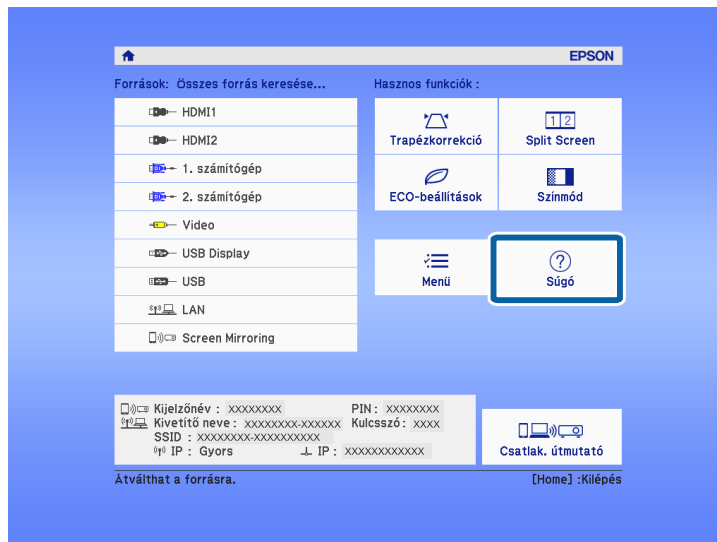 EPSON
Források: Összes forrás keresése...
HDMI1
HDMI2
1. számítógép
2. számítógép
Video
USB Display
USB
LAN
Screen Mirroring
Hasznos funkciók :
Trapézkorrekció
1 2
Split Screen
ECO-beállítások
Színmód
Menü
?
Súgó
Kijelzőnév : XXXXXXXX PIN : XXXXXXXX
Kivetítő neve : XXXXXXXX-XXXXXX Kulcsszó : XXXX
SSID : XXXXXXXX-XXXXXXXXXX
IP : Gyors IP : XXXXXXXXXXXX
Csatlak. útmutató
Átválthat a forrásra. [Home] :Kilépés